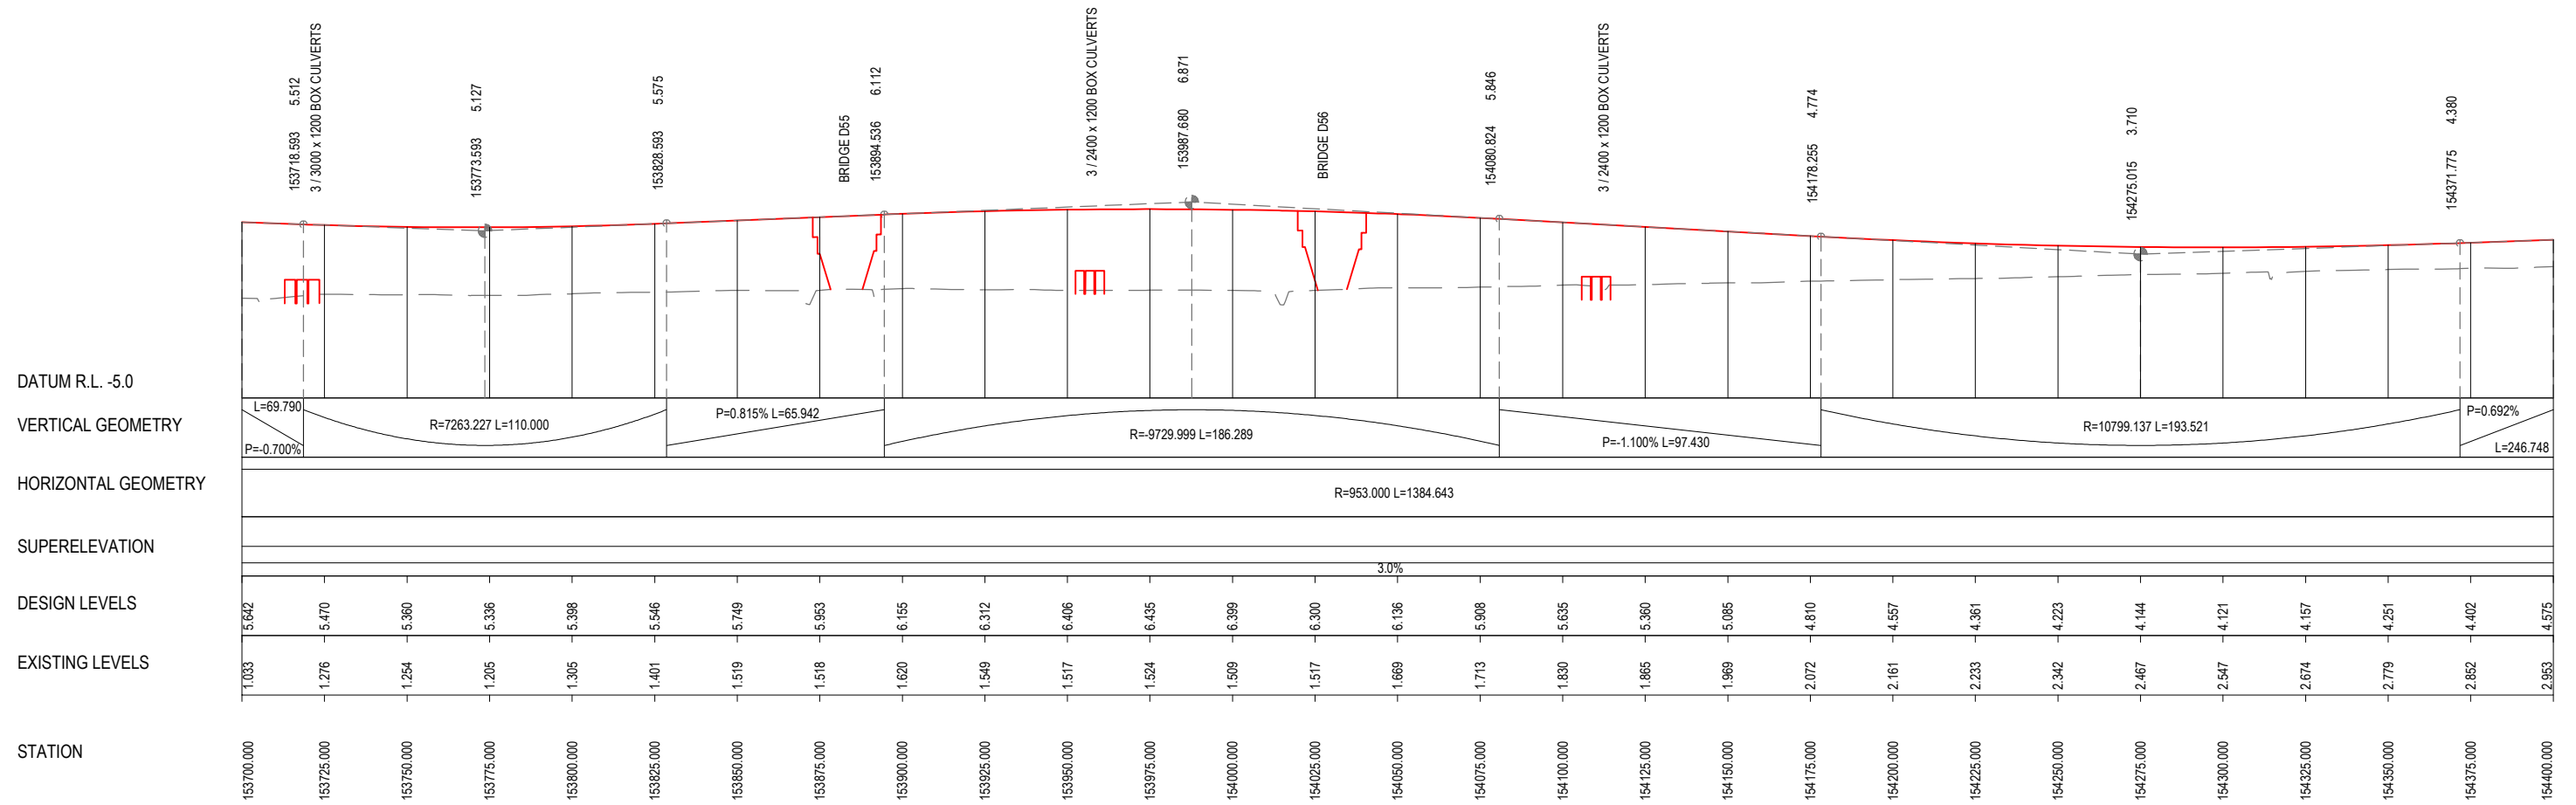 153718.593 5.512
3 / 3000 x 1200 BOX CULVERTS
153773.593 5.127
153828.593 5.575
BRIDGE D55
153894.536 6.112
3 / 2400 x 1200 BOX CULVERTS
153987.680 6.871
BRIDGE D56
154080.824 5.846
3 / 2400 x 1200 BOX CULVERTS
154178.255 4.774
154275.015 3.710
154371.775 4.380
DATUM R.L. -5.0
VERTICAL GEOMETRY
L=69.790
P=-0.700%
R=7263.227 L=110.000
P=0.815% L=65.942
R=-9729.999 L=186.289
P=-1.100% L=97.430
R=10799.137 L=193.521
P=0.692%
L=246.748
HORIZONTAL GEOMETRY
R=953.000 L=1384.643
SUPERELEVATION
3.0%
DESIGN LEVELS
5.642 5.470 5.360 5.336 5.398 5.546 5.749 5.953 6.155 6.312 6.406 6.435 6.399 6.300 6.136 5.908 5.635 5.360 5.085 4.810 4.557 4.361 4.223 4.144 4.121 4.157 4.251 4.402 4.575
EXISTING LEVELS
1.033 1.276 1.254 1.205 1.305 1.401 1.519 1.518 1.620 1.549 1.517 1.524 1.509 1.517 1.669 1.713 1.830 1.865 1.969 2.072 2.161 2.233 2.342 2.467 2.547 2.674 2.779 2.852 2.953
STATION
153700.000 153725.000 153750.000 153775.000 153800.000 153825.000 153850.000 153875.000 153900.000 153925.000 153950.000 153975.000 154000.000 154025.000 154050.000 154075.000 154100.000 154125.000 154150.000 154175.000 154200.000 154225.000 154250.000 154275.000 154300.000 154325.000 154350.000 154375.000 154400.000